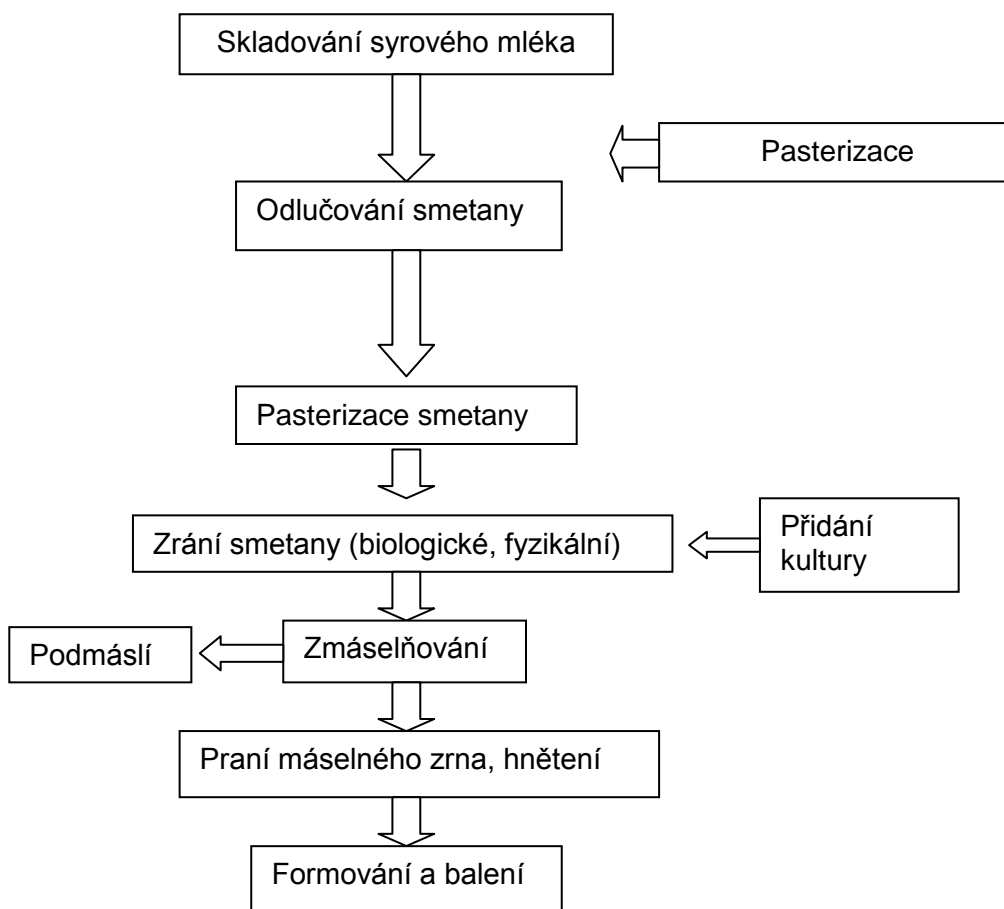 Skladování syrového mléka
Pasterizace
Odlučování smetany
Pasterizace smetany
Zrání smetany (biologické, fyzikální)
Přidání
kultury
Podmáslí
Zmáselňování
Praní máselného zrna, hnětení
Formování a balení